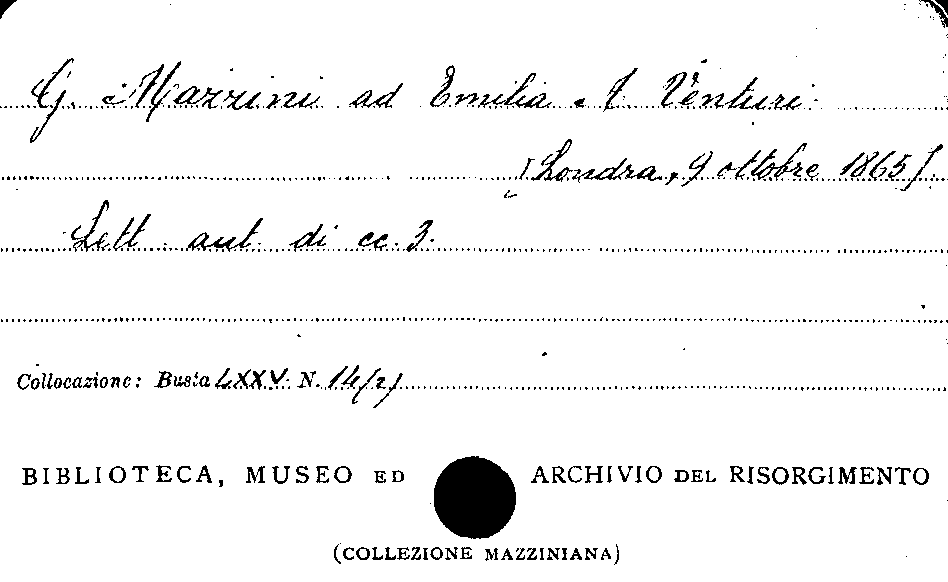 G. Mazzini ad Emilia A. Venturi.
[Londra, 9 ottobre 1865].
Lett. aut. di cc. 3.
Collocazione: Busta LXXV. N. 14/2)
BIBLIOTECA, MUSEO ED ARCHIVIO DEL RISORGIMENTO
(COLLEZIONE MAZZINIANA)